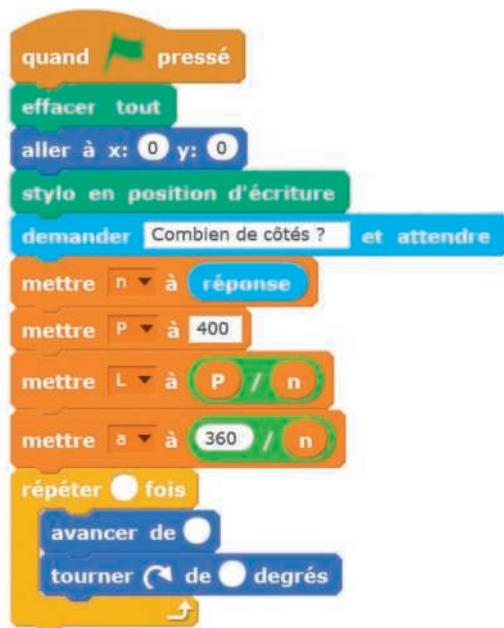 quand pressé
effacer tout
aller à x: 0 y: 0
stylo en position d'écriture
demander Combien de côtés ? et attendre
mettre n à réponse
mettre P à 400
mettre L à P / n
mettre a à 360 / n
répéter fois
avancer de
tourner de degrés